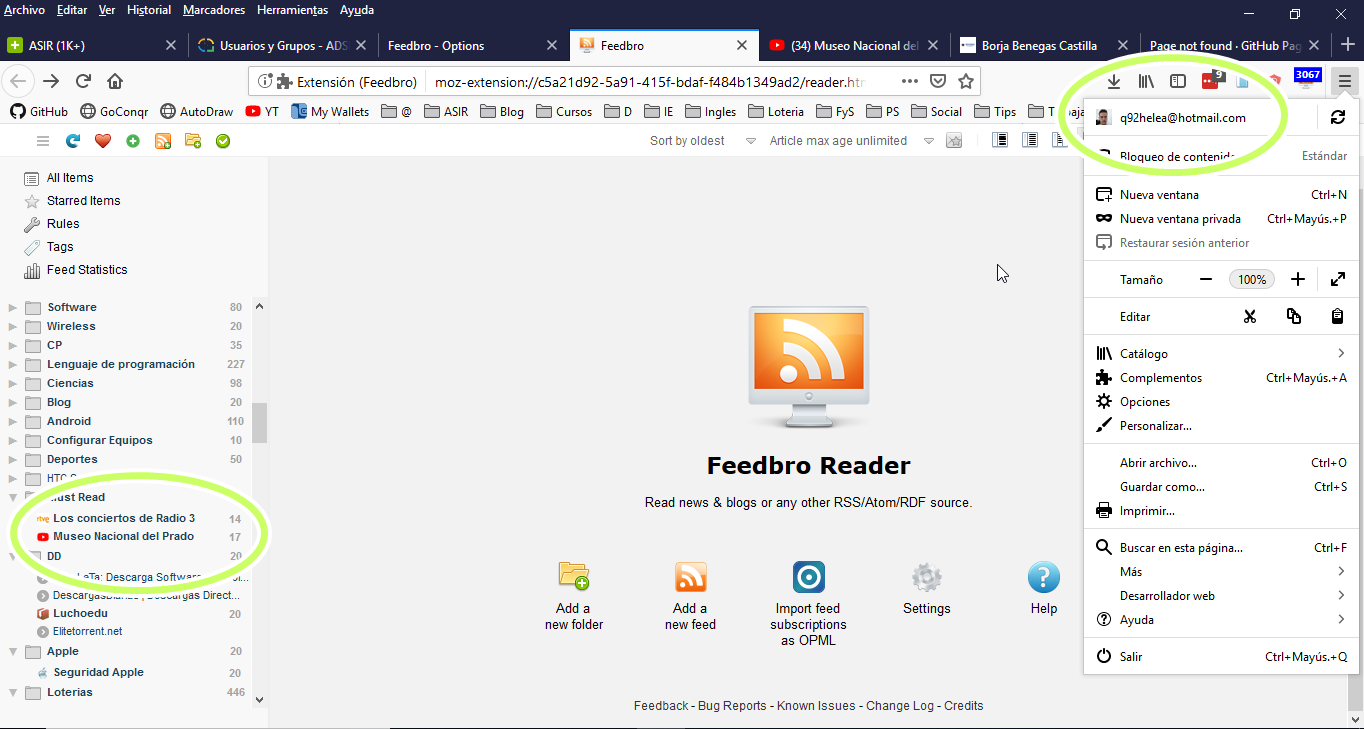 Archivo Editar Ver Historial Marcadores Herramientas Ayuda
ASIR (1K+) Usuarios y Grupos - ADS Feedbro - Options Feedbro (34) Museo Nacional del Borja Benegas Castilla Page not found · GitHub Pag
Extensión (Feedbro) moz-extension://c5a21d92-5a91-415f-bdaf-f484b1349ad2/reader.htm 9 3067
GitHub GoConqr AutoDraw YT My Wallets @ ASIR Blog Cursos D IE Ingles Loteria FyS PS Social Tips
Sort by oldest Article max age unlimited
All Items
Starred Items
Rules
Tags
Feed Statistics
Software 80
Wireless 20
CP 35
Lenguaje de programación 227
Ciencias 98
Blog 20
Android 110
Configurar Equipos 10
Deportes 50
HTC
Must Read
rtve Los conciertos de Radio 3 14
Museo Nacional del Prado 17
DD 20
LaTa: Descarga Software
Descargas Direct...
Luchoedu 20
Elitetorrent.net
Apple 20
Seguridad Apple 20
Loterias 446
Feedbro Reader
Read news & blogs or any other RSS/Atom/RDF source.
Add a new folder
Add a new feed
Import feed subscriptions as OPML
Settings
Help
Feedback - Bug Reports - Known Issues - Change Log - Credits
q92helea@hotmail.com
Bloqueo de contenido Estándar
Nueva ventana Ctrl+N
Nueva ventana privada Ctrl+Mayús.+P
Restaurar sesión anterior
Tamaño 100%
Editar
Catálogo
Complementos Ctrl+Mayús.+A
Opciones
Personalizar...
Abrir archivo... Ctrl+O
Guardar como... Ctrl+S
Imprimir...
Buscar en esta página... Ctrl+F
Más
Desarrollador web
Ayuda
Salir Ctrl+Mayús.+Q